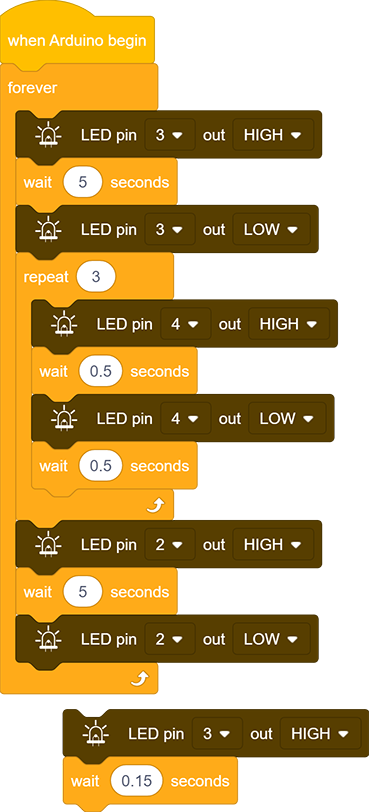 when Arduino begin
forever
LED pin 3 out HIGH
wait 5 seconds
LED pin 3 out LOW
repeat 3
LED pin 4 out HIGH
wait 0.5 seconds
LED pin 4 out LOW
wait 0.5 seconds
LED pin 2 out HIGH
wait 5 seconds
LED pin 2 out LOW
LED pin 3 out HIGH
wait 0.15 seconds